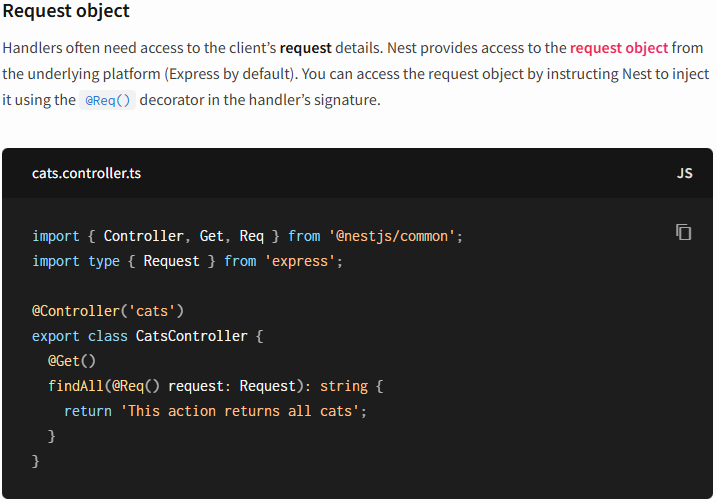 Request object
Handlers often need access to the client’s request details. Nest provides access to the request object from
the underlying platform (Express by default). You can access the request object by instructing Nest to inject
it using the @Req() decorator in the handler’s signature.
cats.controller.ts JS
import { Controller, Get, Req } from '@nestjs/common';
import type { Request } from 'express';
@Controller('cats')
export class CatsController {
  @Get()
  findAll(@Req() request: Request): string {
    return 'This action returns all cats';
  }
}